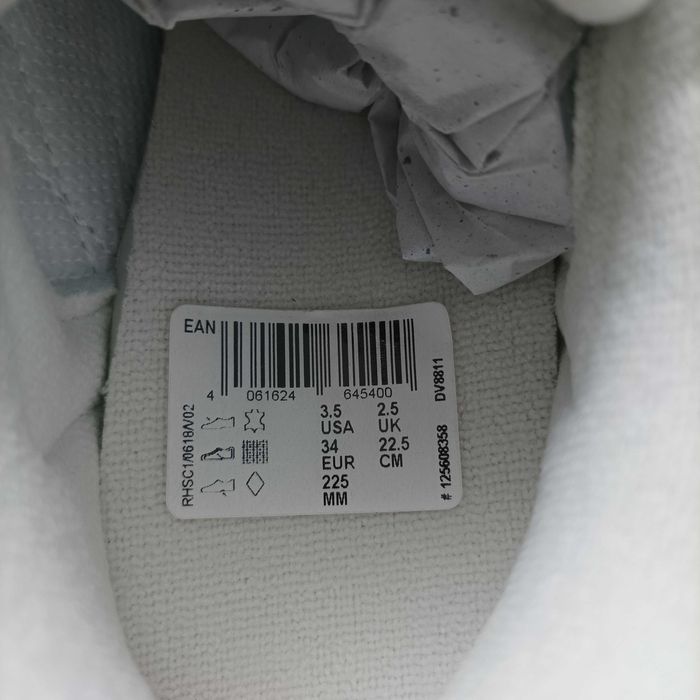 EAN
4 061624 645400
RHSC1/0618/V02
3.5 2.5
USA UK
34 22.5
EUR CM
225
MM
DV8811
# 125608358